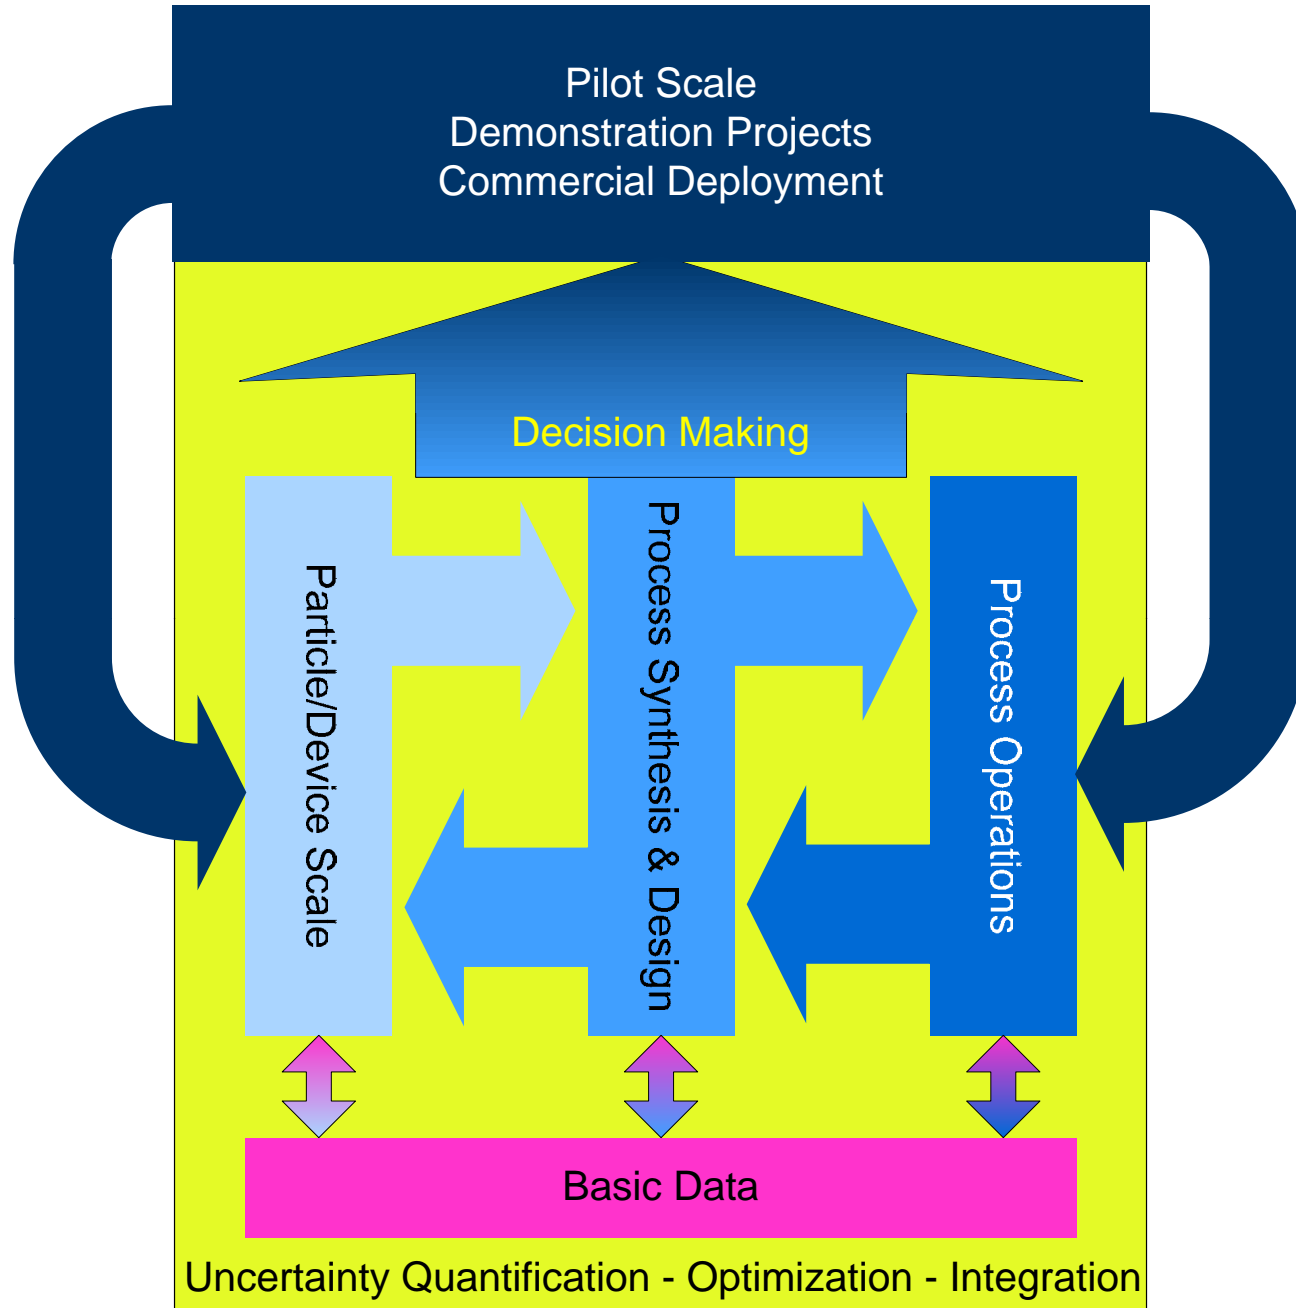 Pilot Scale
Demonstration Projects
Commercial Deployment
Decision Making
Particle/Device Scale
Process Synthesis & Design
Process Operations
Basic Data
Uncertainty Quantification - Optimization - Integration